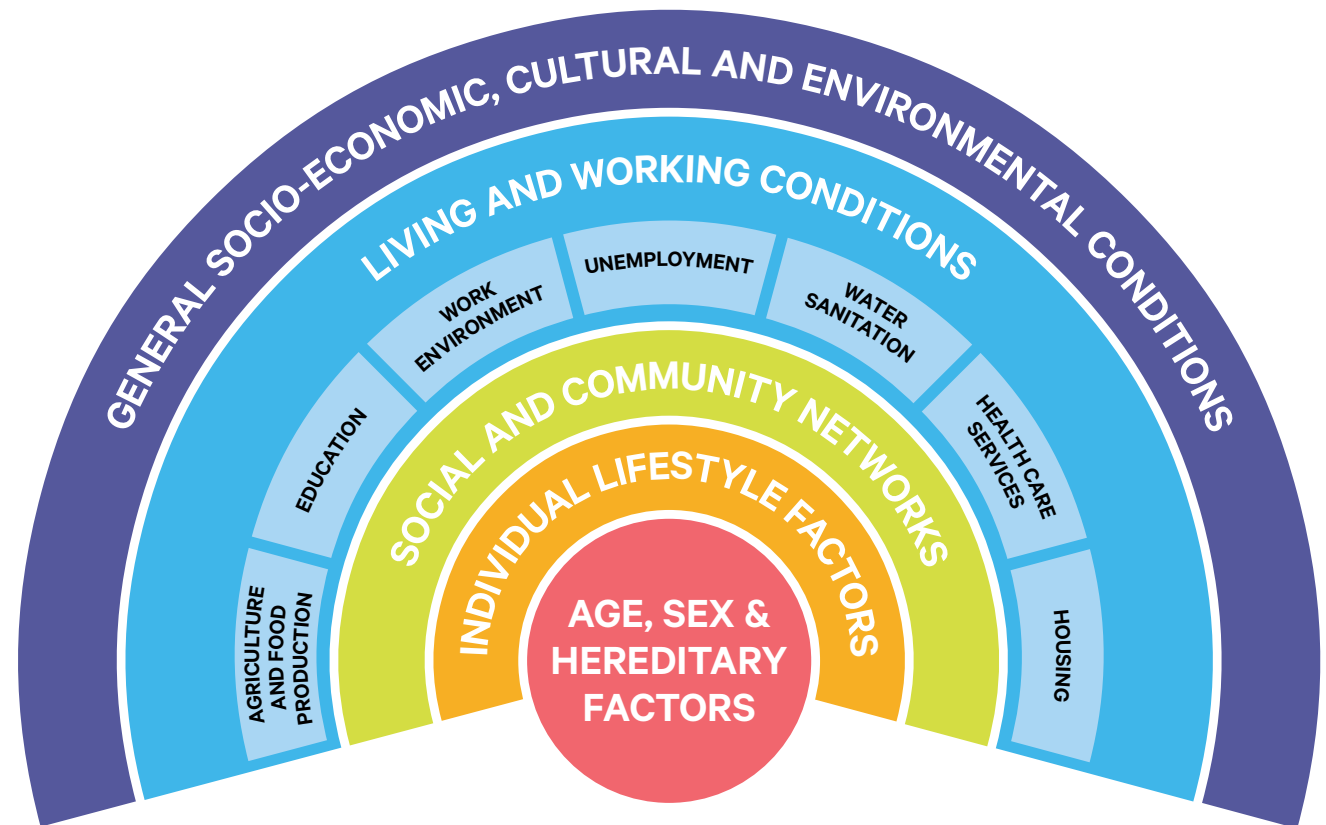 GENERAL SOCIO-ECONOMIC, CULTURAL AND ENVIRONMENTAL CONDITIONS
LIVING AND WORKING CONDITIONS
AGRICULTURE
AND FOOD
PRODUCTION
EDUCATION
WORK
ENVIRONMENT
UNEMPLOYMENT
WATER
SANITATION
HEALTH CARE
SERVICES
HOUSING
SOCIAL AND COMMUNITY NETWORKS
INDIVIDUAL LIFESTYLE FACTORS
AGE, SEX &
HEREDITARY
FACTORS